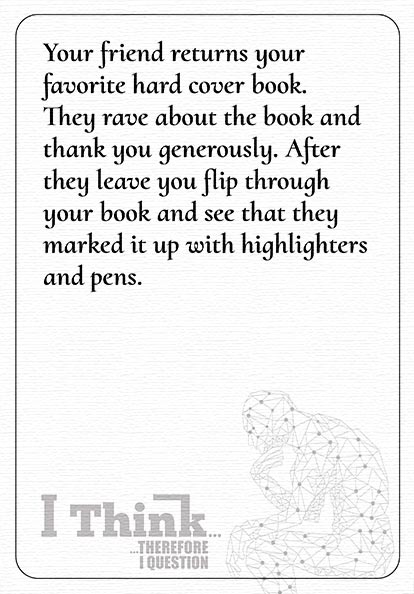 Your friend returns your
favorite hard cover book.
They rave about the book and
thank you generously. After
they leave you flip through
your book and see that they
marked it up with highlighters
and pens.
I Think...
...THEREFORE
I QUESTION